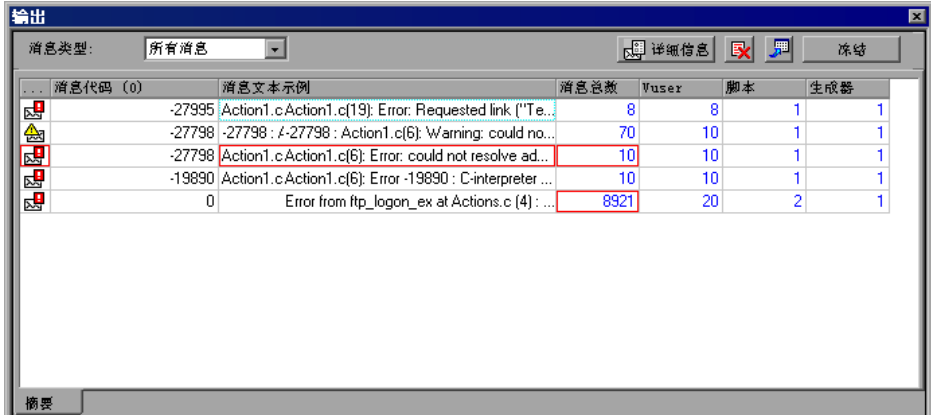 输出
消息类型: 所有消息 详细信息 冻结
... 消息代码 (0) 消息文本示例 消息总数 Vuser 脚本 生成器
-27995 Action1.c Action1.c(19): Error: Requested link ("Te... 8 8 1 1
-27798 -27798 : /-27798 : Action1.c(6): Warning: could no... 70 10 1 1
-27798 Action1.c Action1.c(6): Error: could not resolve ad... 10 10 1 1
-19890 Action1.c Action1.c(6): Error -19890 : C-interpreter ... 10 10 1 1
0 Error from ftp_logon_ex at Actions.c (4) : ... 8921 20 2 1
摘要